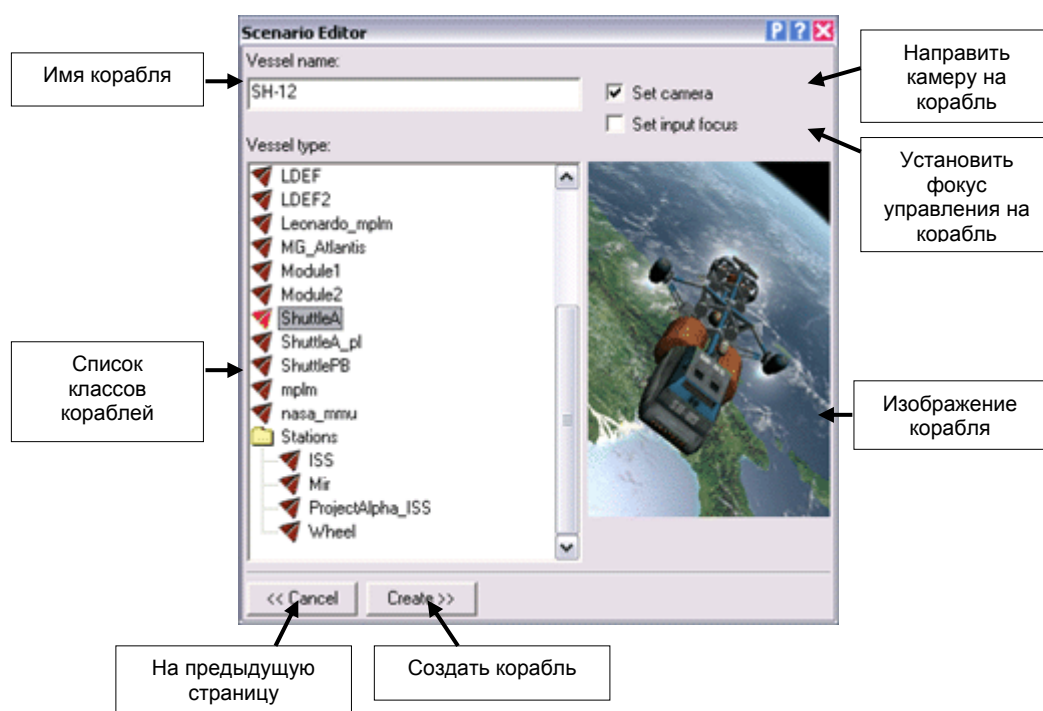 Scenario Editor
P ? X
Vessel name:
SH-12
Set camera
Set input focus
Vessel type:
LDEF
LDEF2
Leonardo_mplm
MG_Atlantis
Module1
Module2
ShuttleA
ShuttleA_pl
ShuttlePB
mplm
nasa_mmu
Stations
ISS
Mir
ProjectAlpha_ISS
Wheel
<< Cancel
Create >>
Имя корабля
Список
классов
кораблей
Направить
камеру на
корабль
Установить
фокус
управления на
корабль
Изображение
корабля
На предыдущую
страницу
Создать корабль